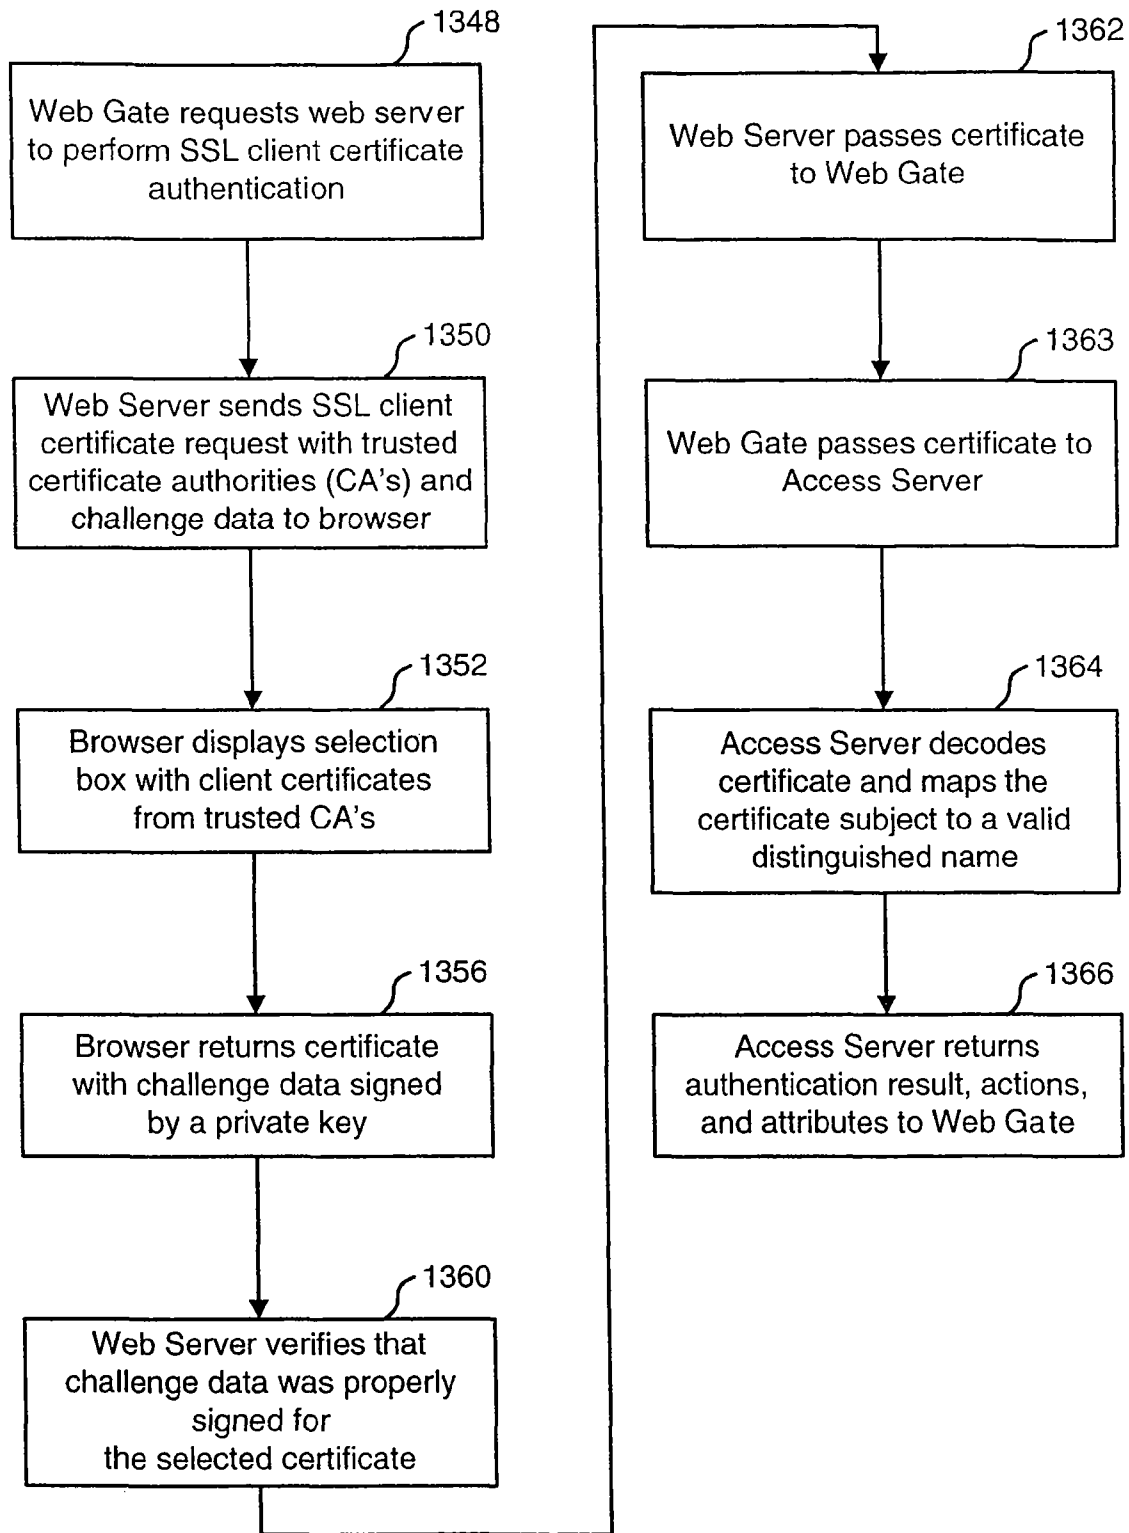 1348
Web Gate requests web server
to perform SSL client certificate
authentication
1350
Web Server sends SSL client
certificate request with trusted
certificate authorities (CA's) and
challenge data to browser
1352
Browser displays selection
box with client certificates
from trusted CA's
1356
Browser returns certificate
with challenge data signed
by a private key
1360
Web Server verifies that
challenge data was properly
signed for
the selected certificate
1362
Web Server passes certificate
to Web Gate
1363
Web Gate passes certificate to
Access Server
1364
Access Server decodes
certificate and maps the
certificate subject to a valid
distinguished name
1366
Access Server returns
authentication result, actions,
and attributes to Web Gate